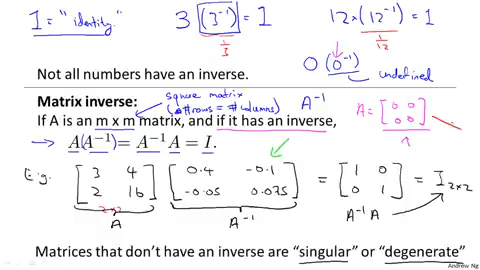 1 = "identity."
3 (3⁻¹) = 1
1/3
12 × (12⁻¹) = 1
1/12
0 (0⁻¹)
undefined
Not all numbers have an inverse.
Matrix inverse:
square matrix
(#rows = #columns)
A⁻¹
If A is an m x m matrix, and if it has an inverse,
A = [0 0
0 0]
→ A(A⁻¹) = A⁻¹A = I.
E.g. [3 4 [0.4 -0.1 = [1 0 = I₂ₓ₂
2 16] -0.05 0.075] 0 1]
2×2
A A⁻¹ A⁻¹A
Matrices that don't have an inverse are "singular" or "degenerate"
Andrew Ng